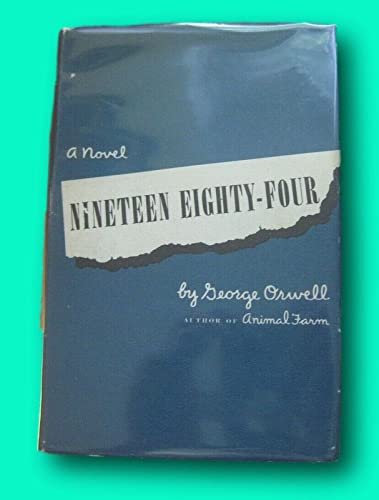 a Novel
NiNETEEN EIGHTY-FOUR
by George Orwell
AUTHOR OF Animal Farm